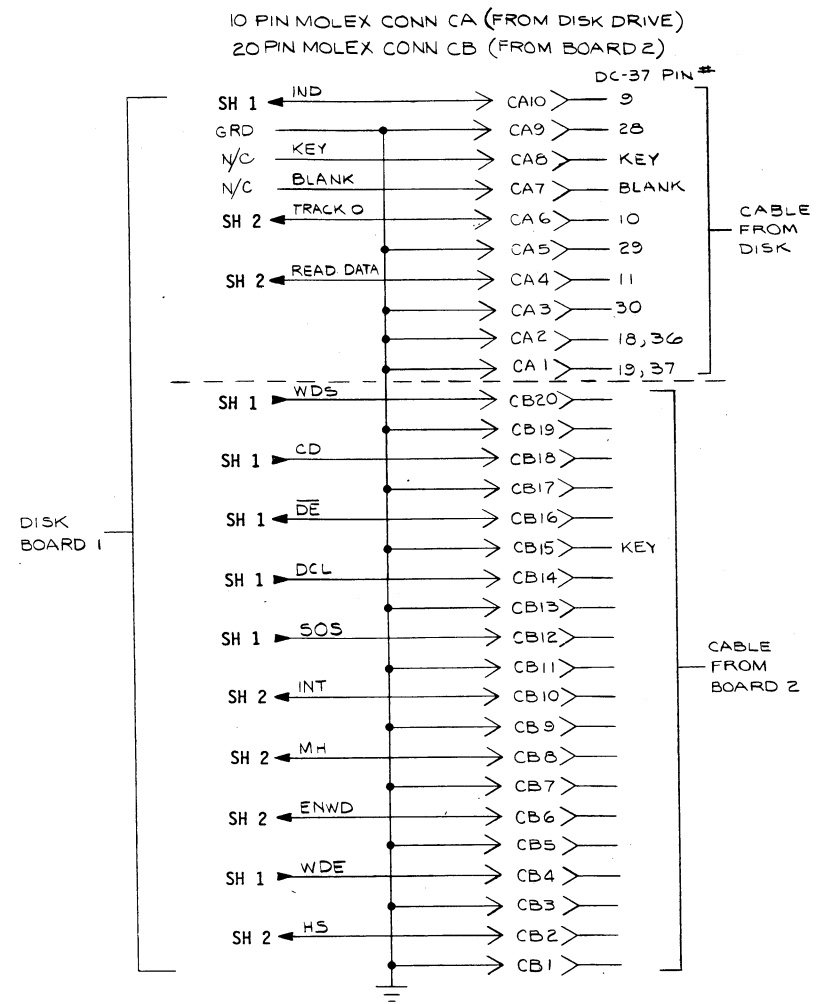 10 PIN MOLEX CONN CA (FROM DISK DRIVE)
20 PIN MOLEX CONN CB (FROM BOARD 2)
DC-37 PIN #
SH 1 IND CA10 9
GRD CA9 28
N/C KEY CA8 KEY
N/C BLANK CA7 BLANK
SH 2 TRACK 0 CA6 10
CA5 29
SH 2 READ DATA CA4 11
CA3 30
CA2 18,36
CA1 19,37
CABLE
FROM
DISK
SH 1 WDS CB20
CB19
SH 1 CD CB18
CB17
SH 1 D̅E̅ CB16
CB15 KEY
SH 1 DCL CB14
CB13
SH 1 SOS CB12
CB11
SH 2 INT CB10
CB9
SH 2 MH CB8
CB7
SH 2 ENWD CB6
CB5
SH 1 WDE CB4
CB3
SH 2 HS CB2
CB1
DISK
BOARD 1
CABLE
FROM
BOARD 2